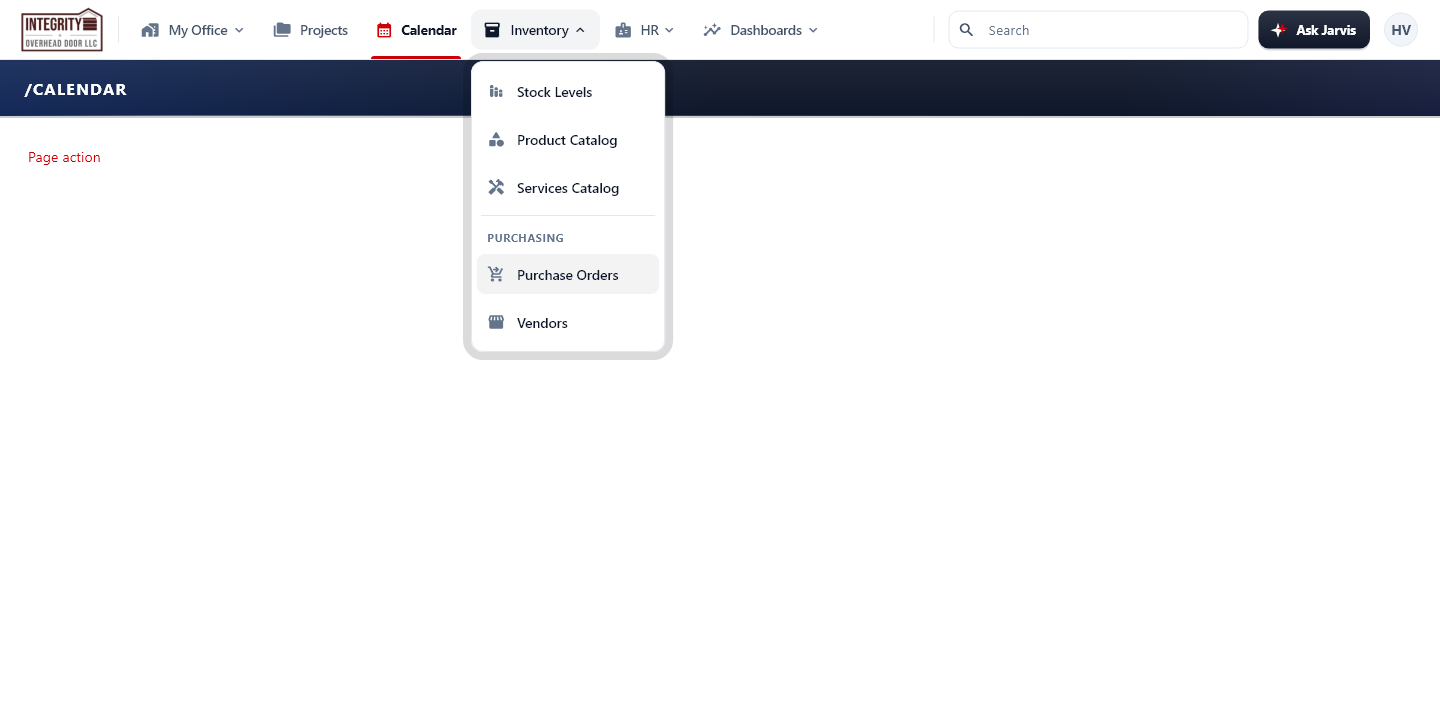 INTEGRITY
OVERHEAD DOOR LLC
My Office
Projects
Calendar
Inventory
HR
Dashboards
Search
Ask Jarvis
HV
/CALENDAR
Page action
Stock Levels
Product Catalog
Services Catalog
PURCHASING
Purchase Orders
Vendors